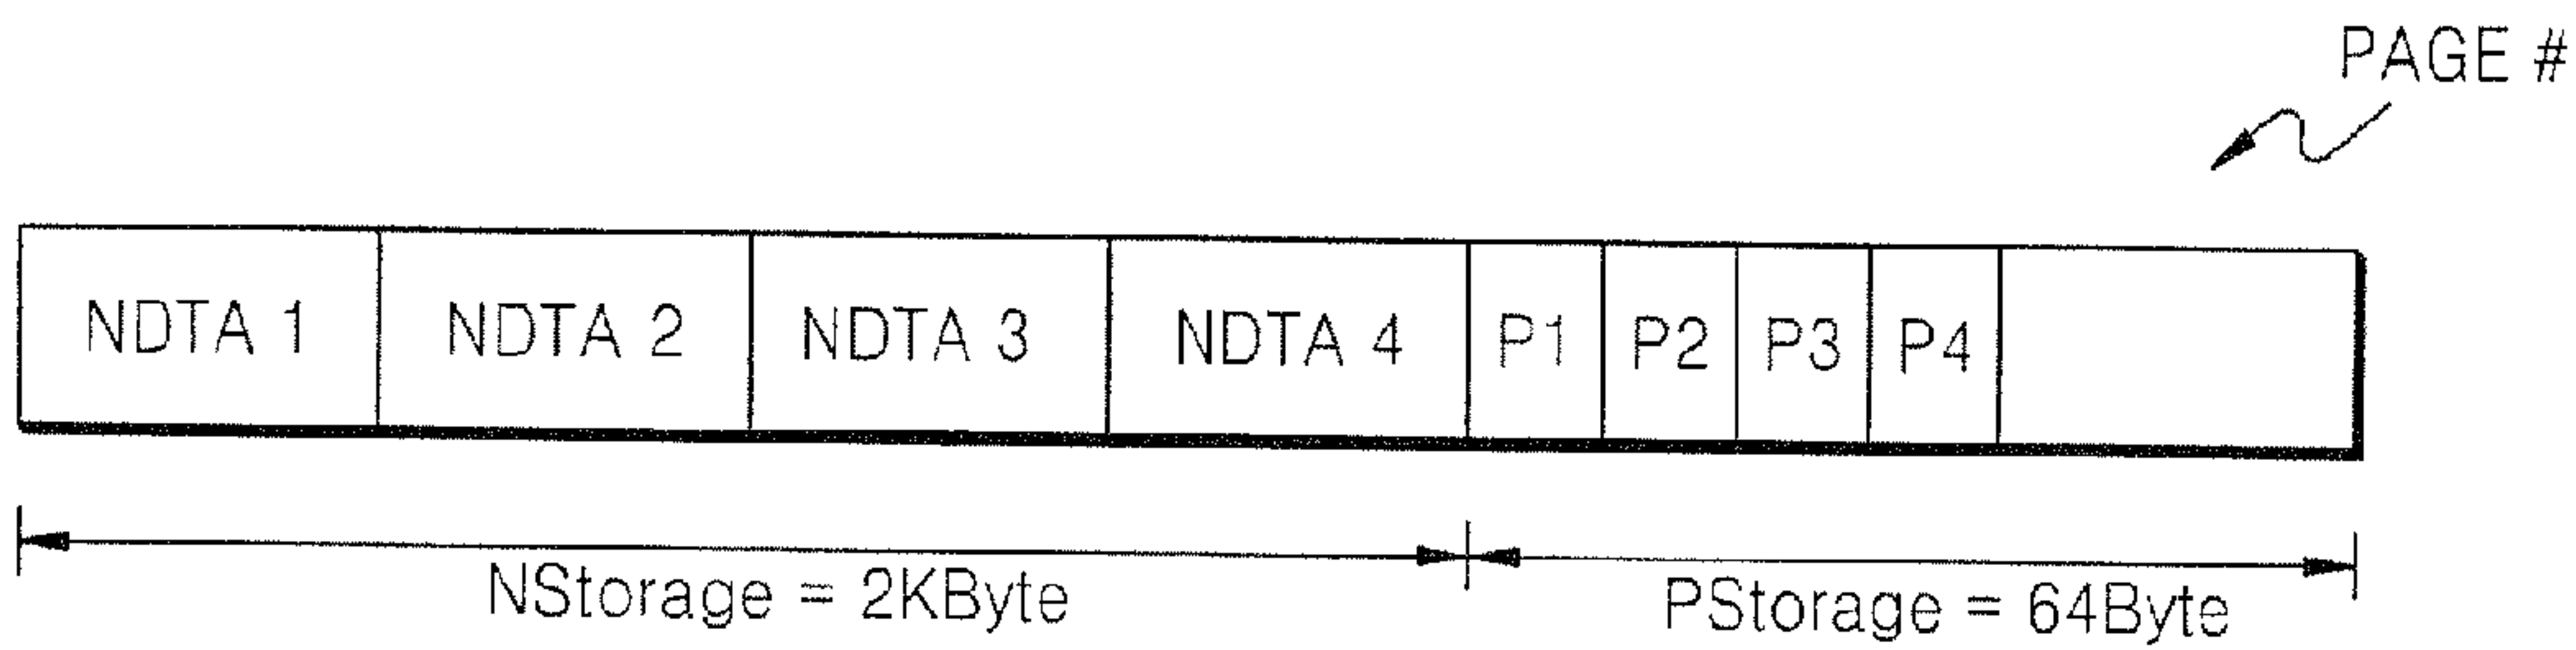 PAGE #
NDTA 1 NDTA 2 NDTA 3 NDTA 4 P1 P2 P3 P4
NStorage = 2KByte PStorage = 64Byte